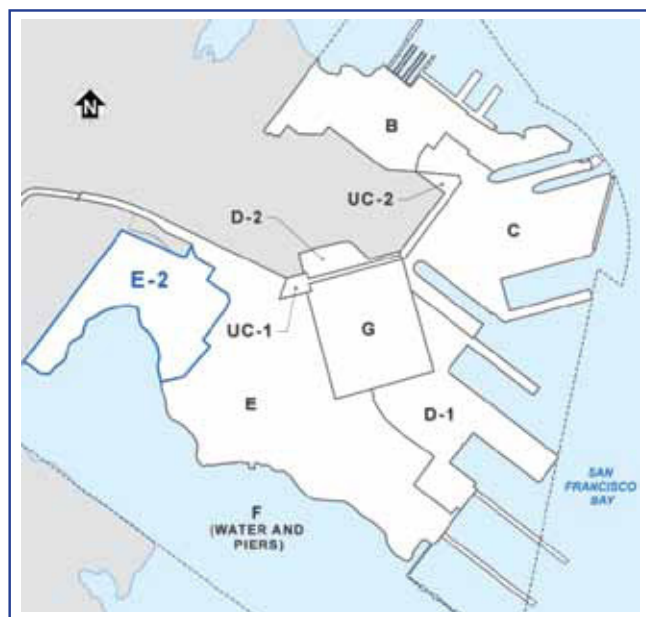 N
B
UC-2
D-2
C
E-2
UC-1
G
E
D-1
SAN
FRANCISCO
BAY
F
(WATER AND
PIERS)